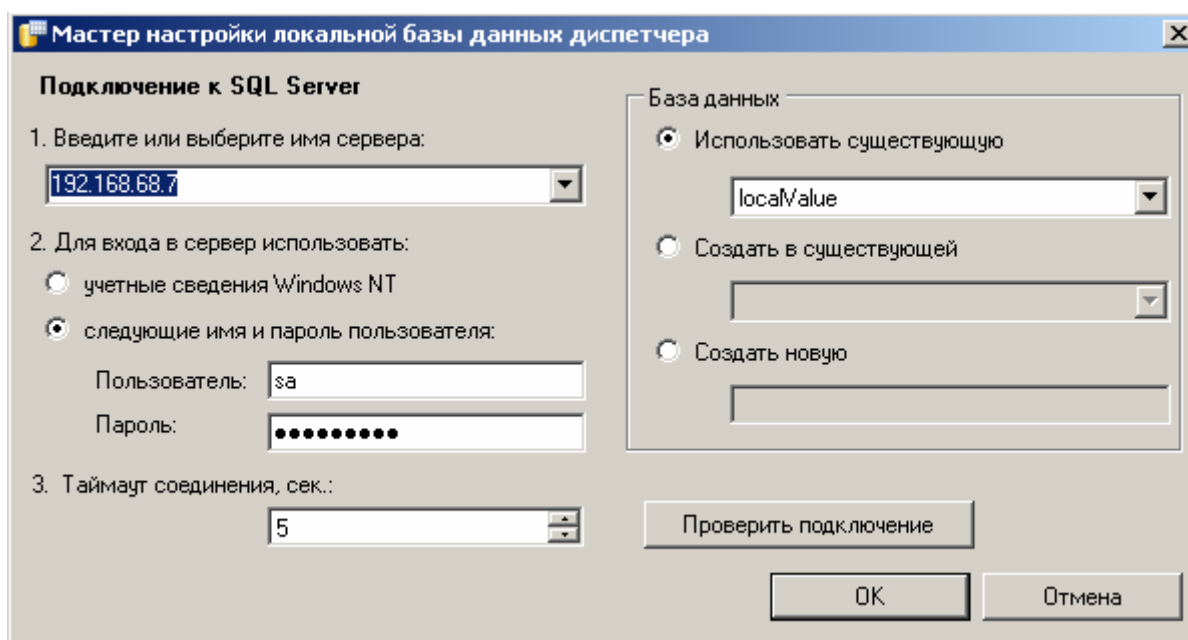 Мастер настройки локальной базы данных диспетчера
Подключение к SQL Server
1. Введите или выберите имя сервера:
192.168.68.7
2. Для входа в сервер использовать:
учетные сведения Windows NT
следующие имя и пароль пользователя:
Пользователь: sa
Пароль: ●●●●●●●●●
3. Таймаут соединения, сек.:
5
База данных
Использовать существующую
localValue
Создать в существующей
Создать новую
Проверить подключение
OK Отмена